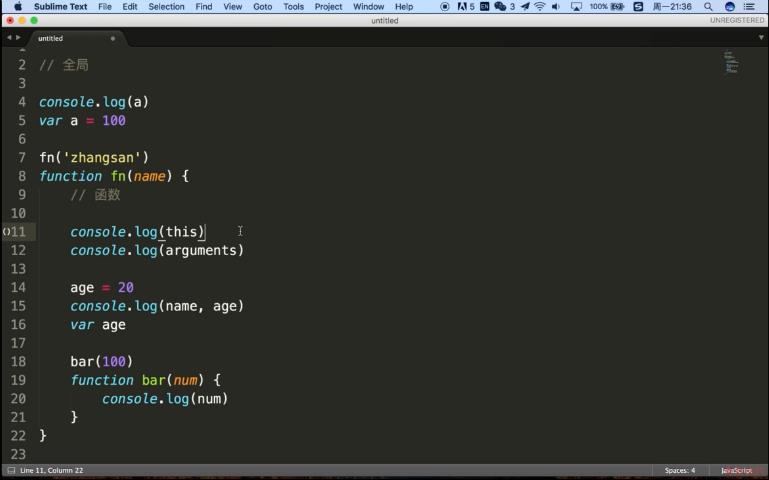 Sublime Text File Edit Selection Find View Goto Tools Project Window Help 5 3 100% 周一21:36
untitled
UNREGISTERED
untitled
1
2 // 全局
3
4 console.log(a)
5 var a = 100
6
7 fn('zhangsan')
8 function fn(name) {
9 // 函数
10
11 console.log(this)
12 console.log(arguments)
13
14 age = 20
15 console.log(name, age)
16 var age
17
18 bar(100)
19 function bar(num) {
20 console.log(num)
21 }
22 }
23
Line 11, Column 22 Spaces: 4 JavaScript